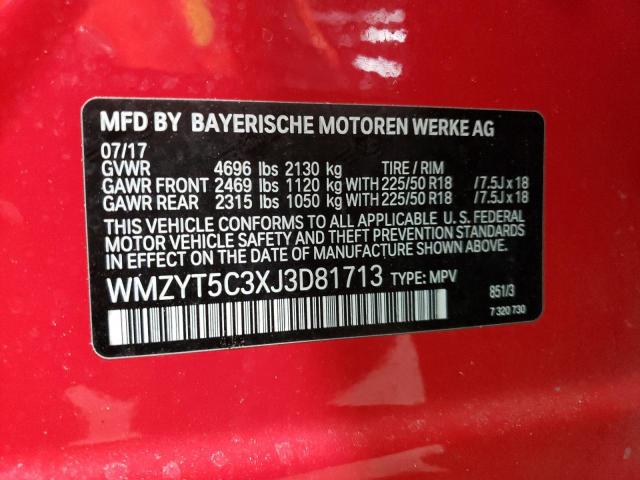 MFD BY BAYERISCHE MOTOREN WERKE AG
07/17
GVWR 4696 lbs 2130 kg TIRE / RIM
GAWR FRONT 2469 lbs 1120 kg WITH 225/50 R18 /7.5J x 18
GAWR REAR 2315 lbs 1050 kg WITH 225/50 R18 /7.5J x 18
THIS VEHICLE CONFORMS TO ALL APPLICABLE U. S. FEDERAL
MOTOR VEHICLE SAFETY AND THEFT PREVENTION STANDARDS
IN EFFECT ON THE DATE OF MANUFACTURE SHOWN ABOVE.
WMZYT5C3XJ3D81713 TYPE: MPV
851/3
7 320 730